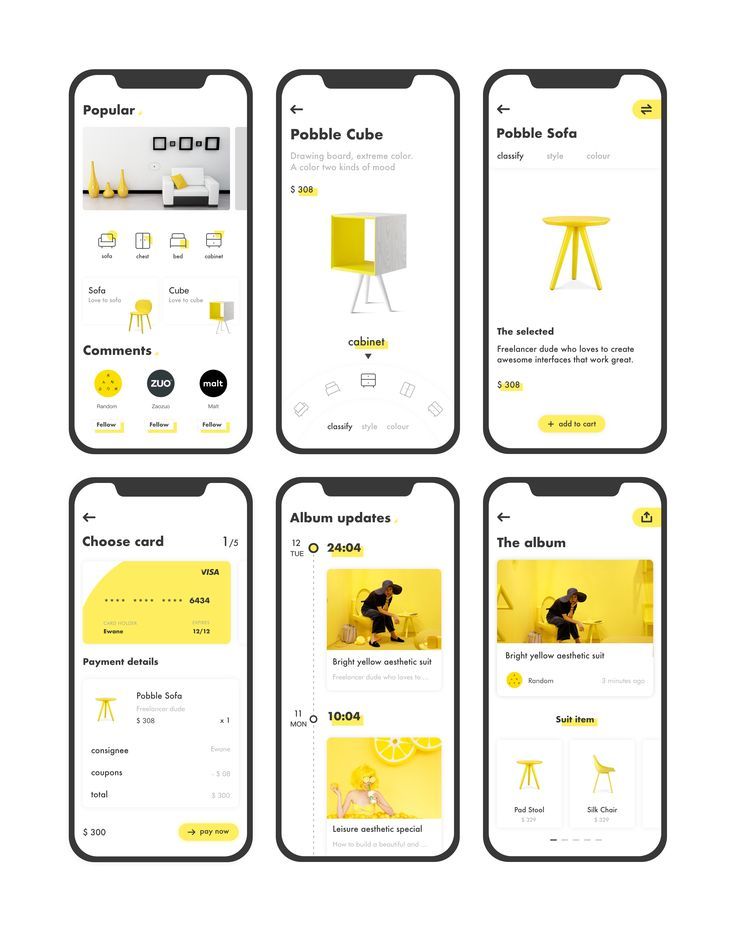 Popular
sofa
chest
bed
cabinet
Sofa
Love to sofa
Cube
Love to cube
Comments
ZUO
malt
Random
Zaozuo
Malt
Fellow
Fellow
Fellow
Pobble Cube
Drawing board, extreme color.
A color two kinds of mood
$ 308
cabinet
classify
style
colour
Pobble Sofa
classify
style
colour
The selected
Freelancer dude who loves to create
awesome interfaces that work great.
$ 308
+ add to cart
Choose card
1/5
VISA
•••• •••• •••• 6434
CARD HOLDER
EXPIRES
Ewane
12/12
Payment details
Pobble Sofa
Freelancer dude
$ 308
x 1
consignee
Ewane
coupons
- $ 08
total
$ 300
$ 300
pay now
Album updates
12
TUE
24:04
Bright yellow aesthetic suit
Freelancer dude who loves to ...
11
MON
10:04
Leisure aesthetic special
How to build a beautiful and ...
The album
Bright yellow aesthetic suit
Random
3 minutes ago
Suit item
Pad Stool
$ 329
Silk Chair
$ 329